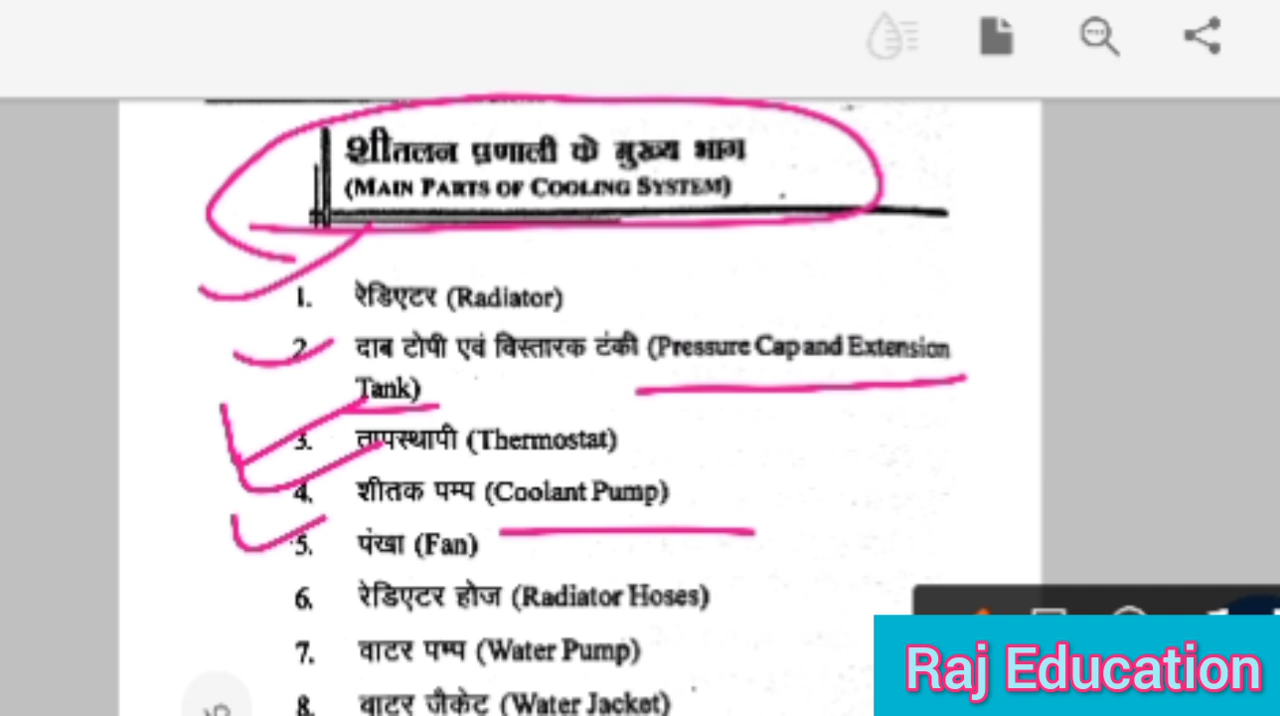 शीतलन प्रणाली के मुख्य भाग
(MAIN PARTS OF COOLING SYSTEM)
1. रेडिएटर (Radiator)
2. दाब टोपी एवं विस्तारक टंकी (Pressure Cap and Extension
Tank)
3. तापस्थापी (Thermostat)
4. शीतक पम्प (Coolant Pump)
5. पंखा (Fan)
6. रेडिएटर हौज (Radiator Hoses)
7. वाटर पम्प (Water Pump)
8. वाटर जैकेट (Water Jacket)
Raj Education